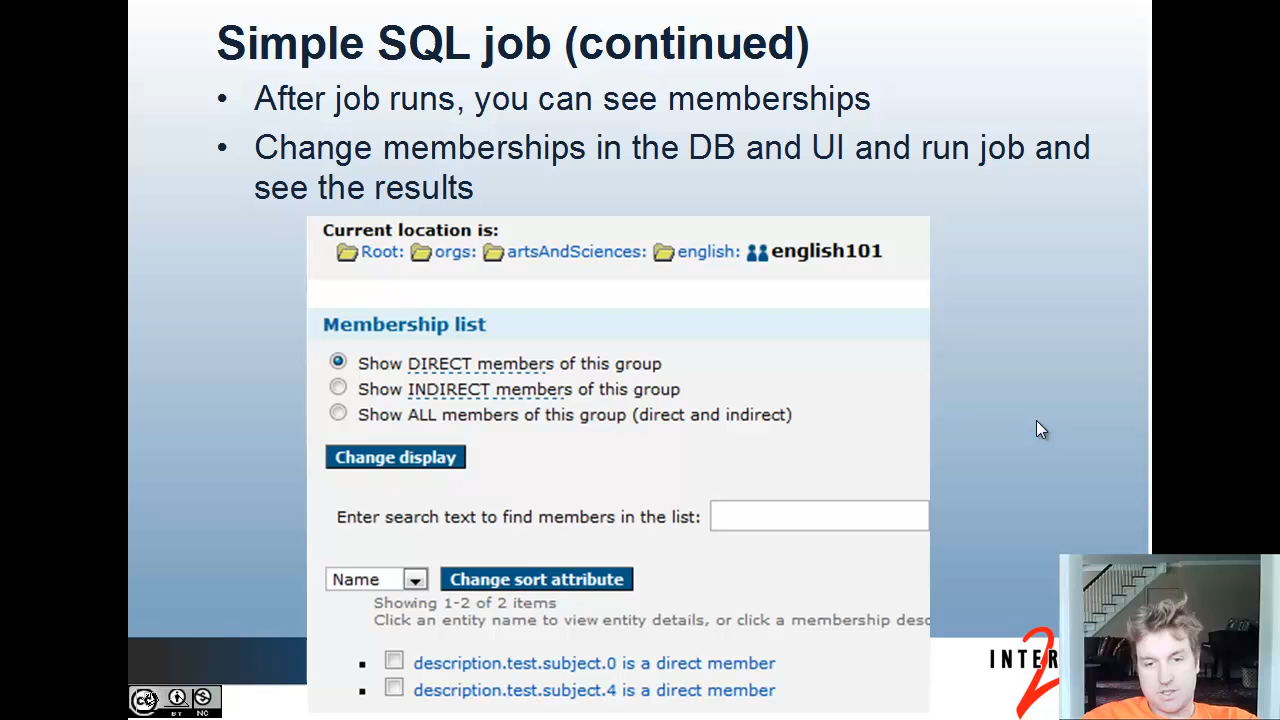 Simple SQL job (continued)
• After job runs, you can see memberships
• Change memberships in the DB and UI and run job and
see the results
Current location is:
Root: orgs: artsAndSciences: english: english101
Membership list
Show DIRECT members of this group
Show INDIRECT members of this group
Show ALL members of this group (direct and indirect)
Change display
Enter search text to find members in the list:
Name Change sort attribute
Showing 1-2 of 2 items
Click an entity name to view entity details, or click a membership desc
description.test.subject.0 is a direct member
description.test.subject.4 is a direct member
INTER
2
cc BY NC